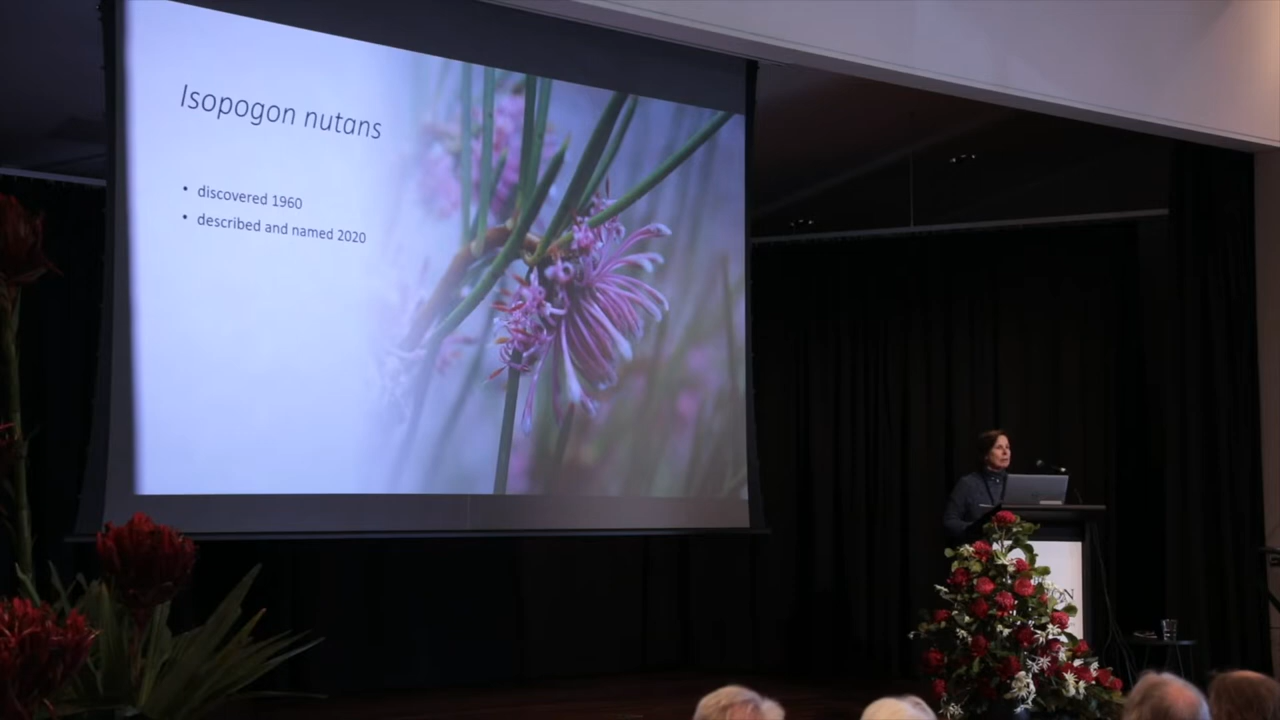 Isopogon nutans
• discovered 1960
• described and named 2020